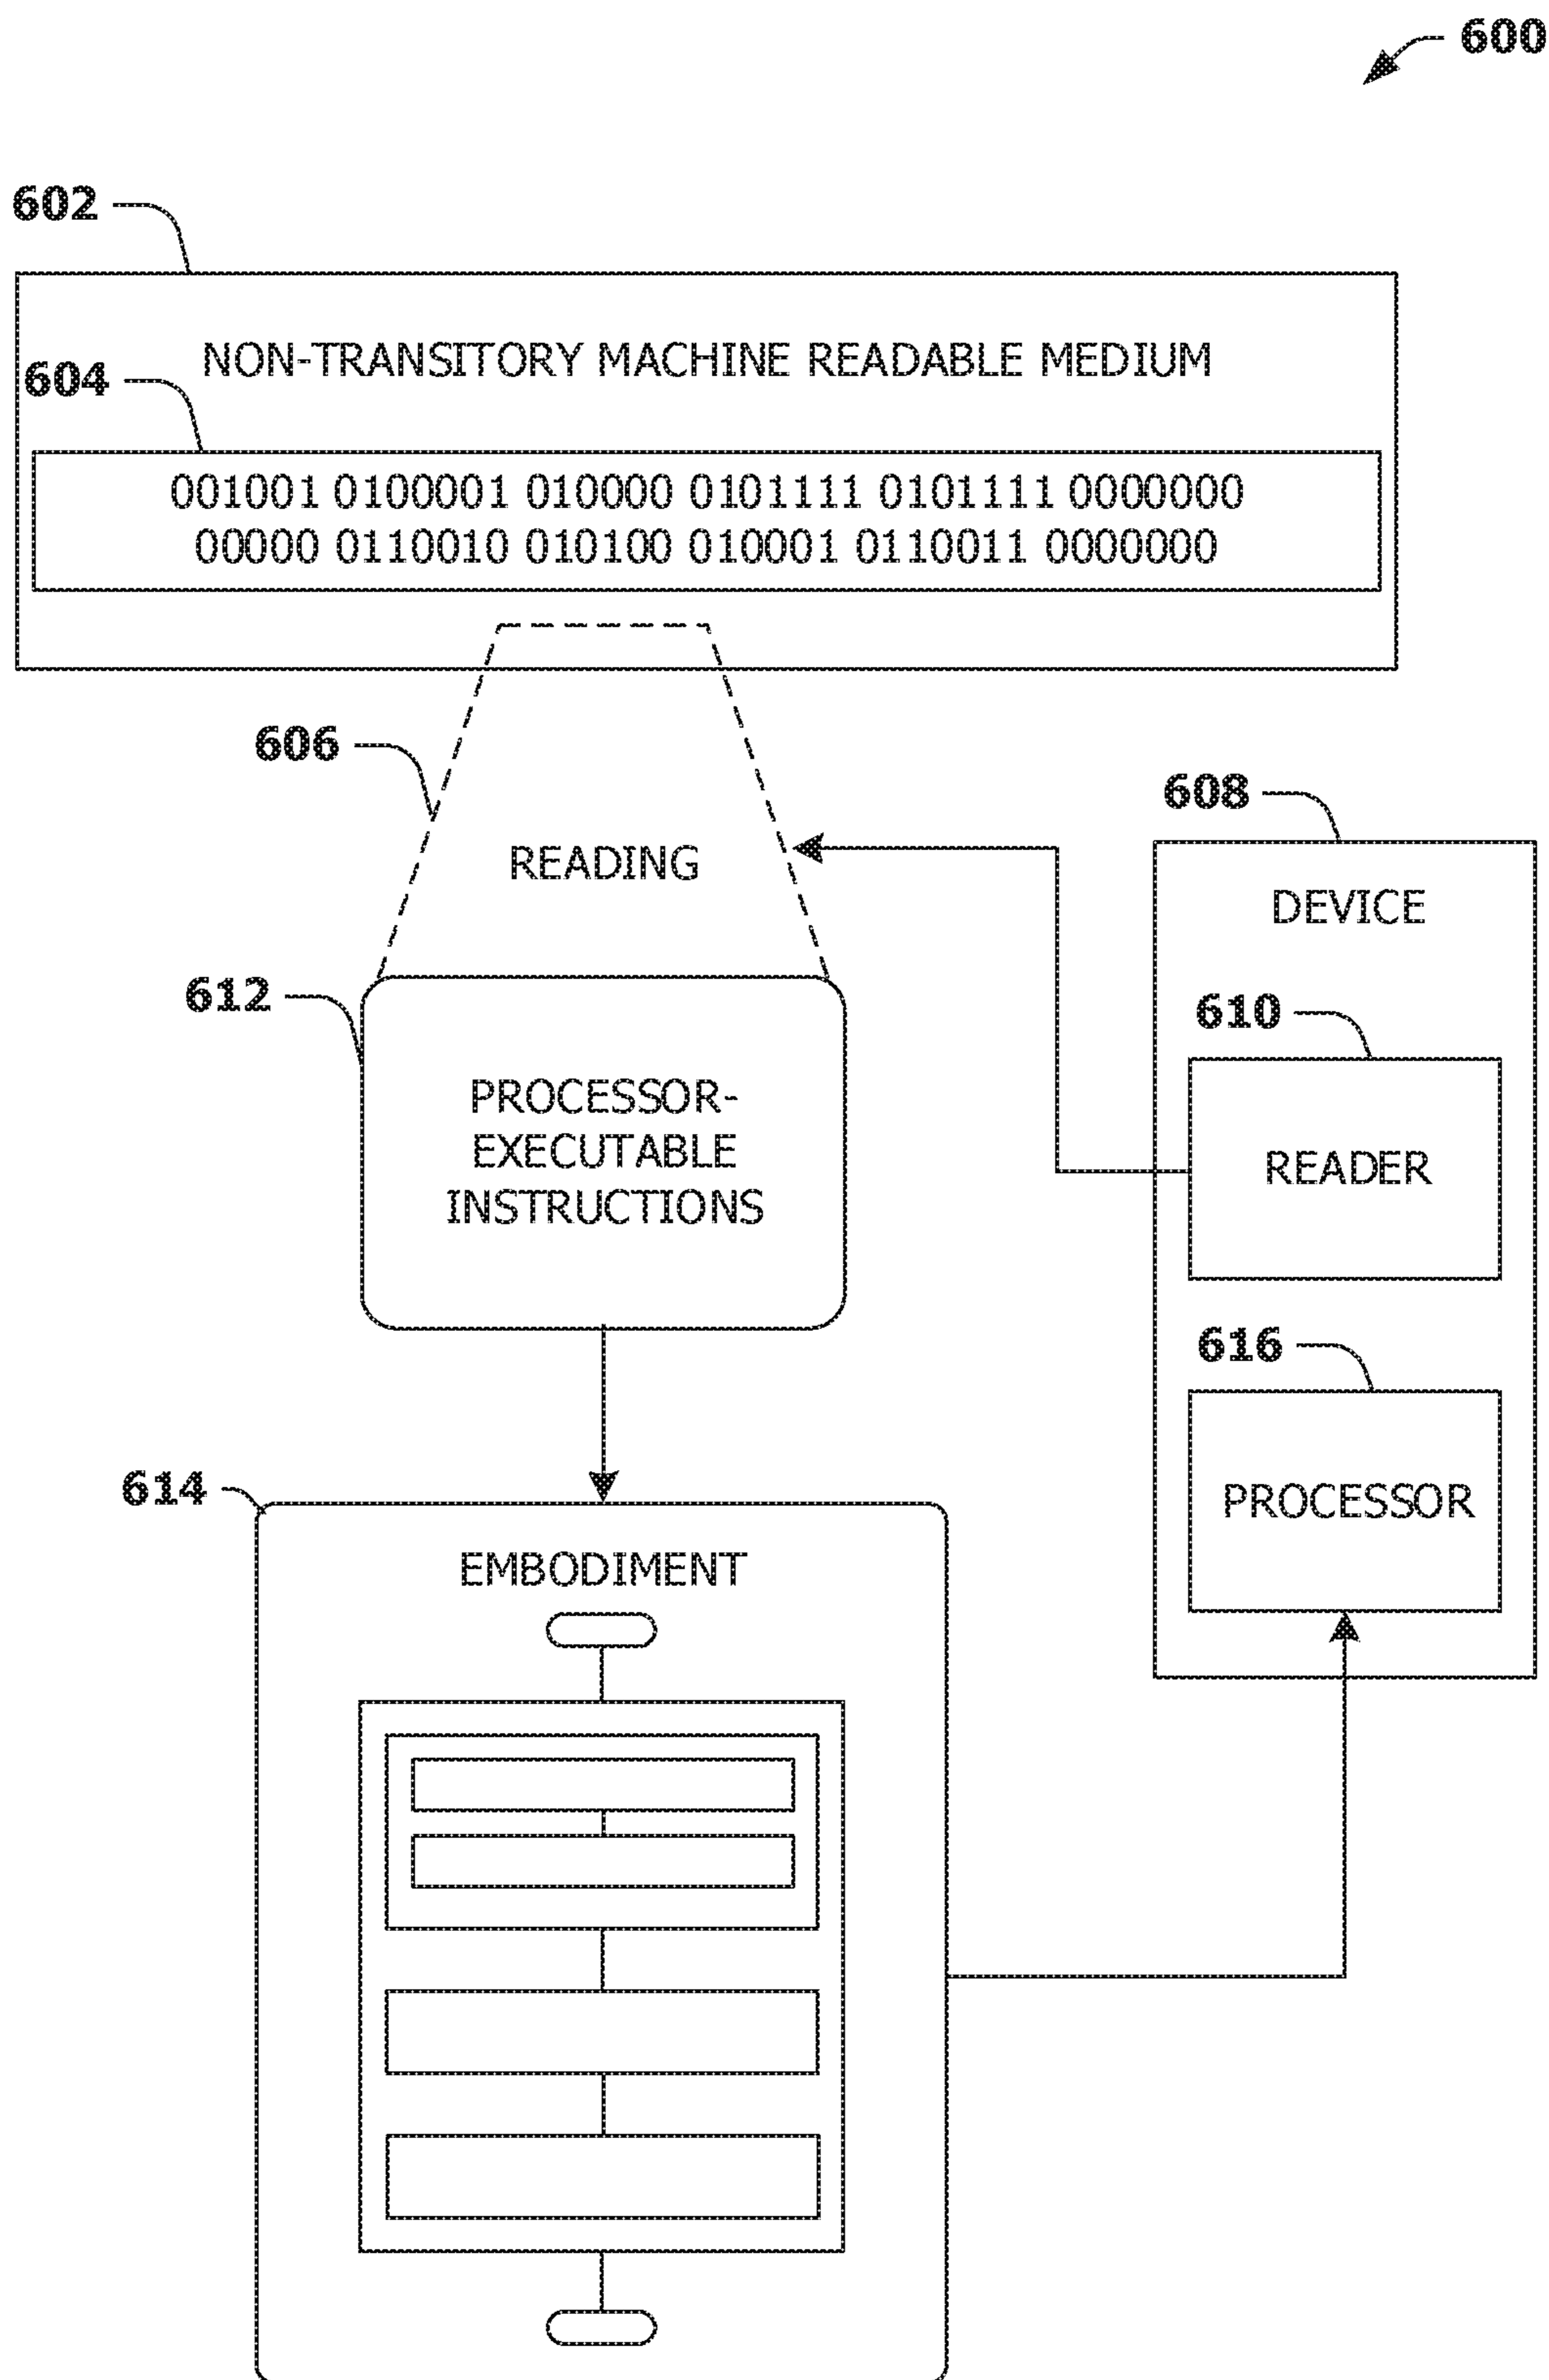 600
602
NON-TRANSITORY MACHINE READABLE MEDIUM
604
001001 0100001 010000 0101111 0101111 0000000
00000 0110010 010100 010001 0110011 0000000
606
READING
608
DEVICE
612
610
PROCESSOR-
EXECUTABLE
INSTRUCTIONS
READER
616
PROCESSOR
614
EMBODIMENT